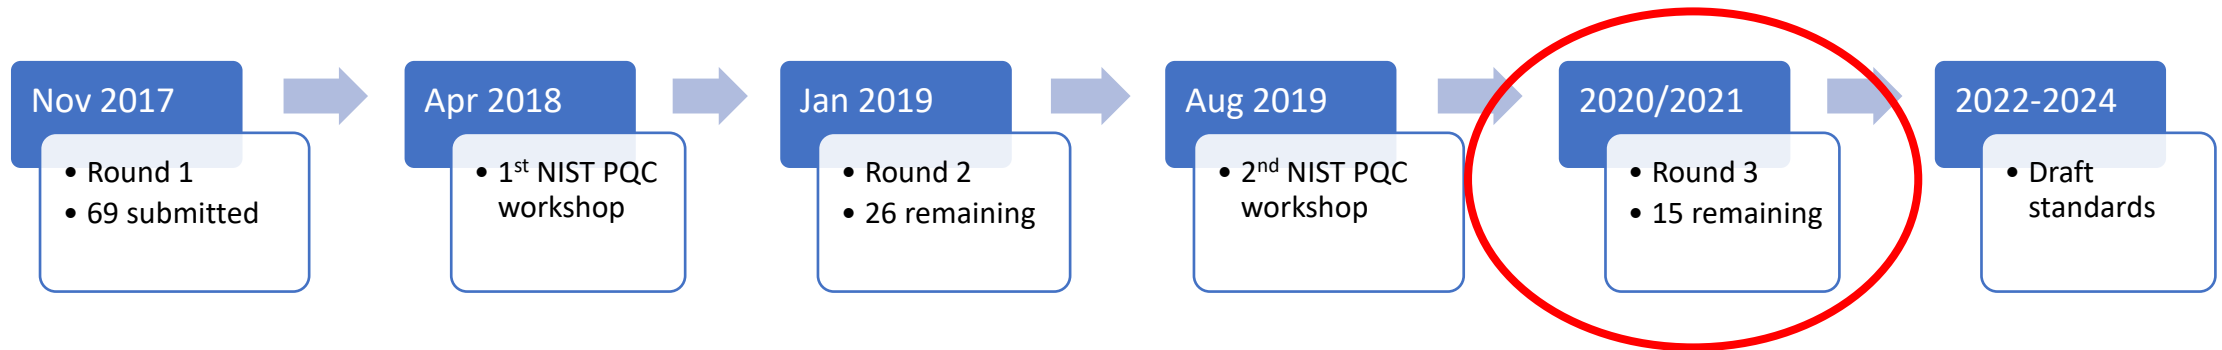 Nov 2017
• Round 1
• 69 submitted
Apr 2018
• 1st NIST PQC
workshop
Jan 2019
• Round 2
• 26 remaining
Aug 2019
• 2nd NIST PQC
workshop
2020/2021
• Round 3
• 15 remaining
2022-2024
• Draft
standards